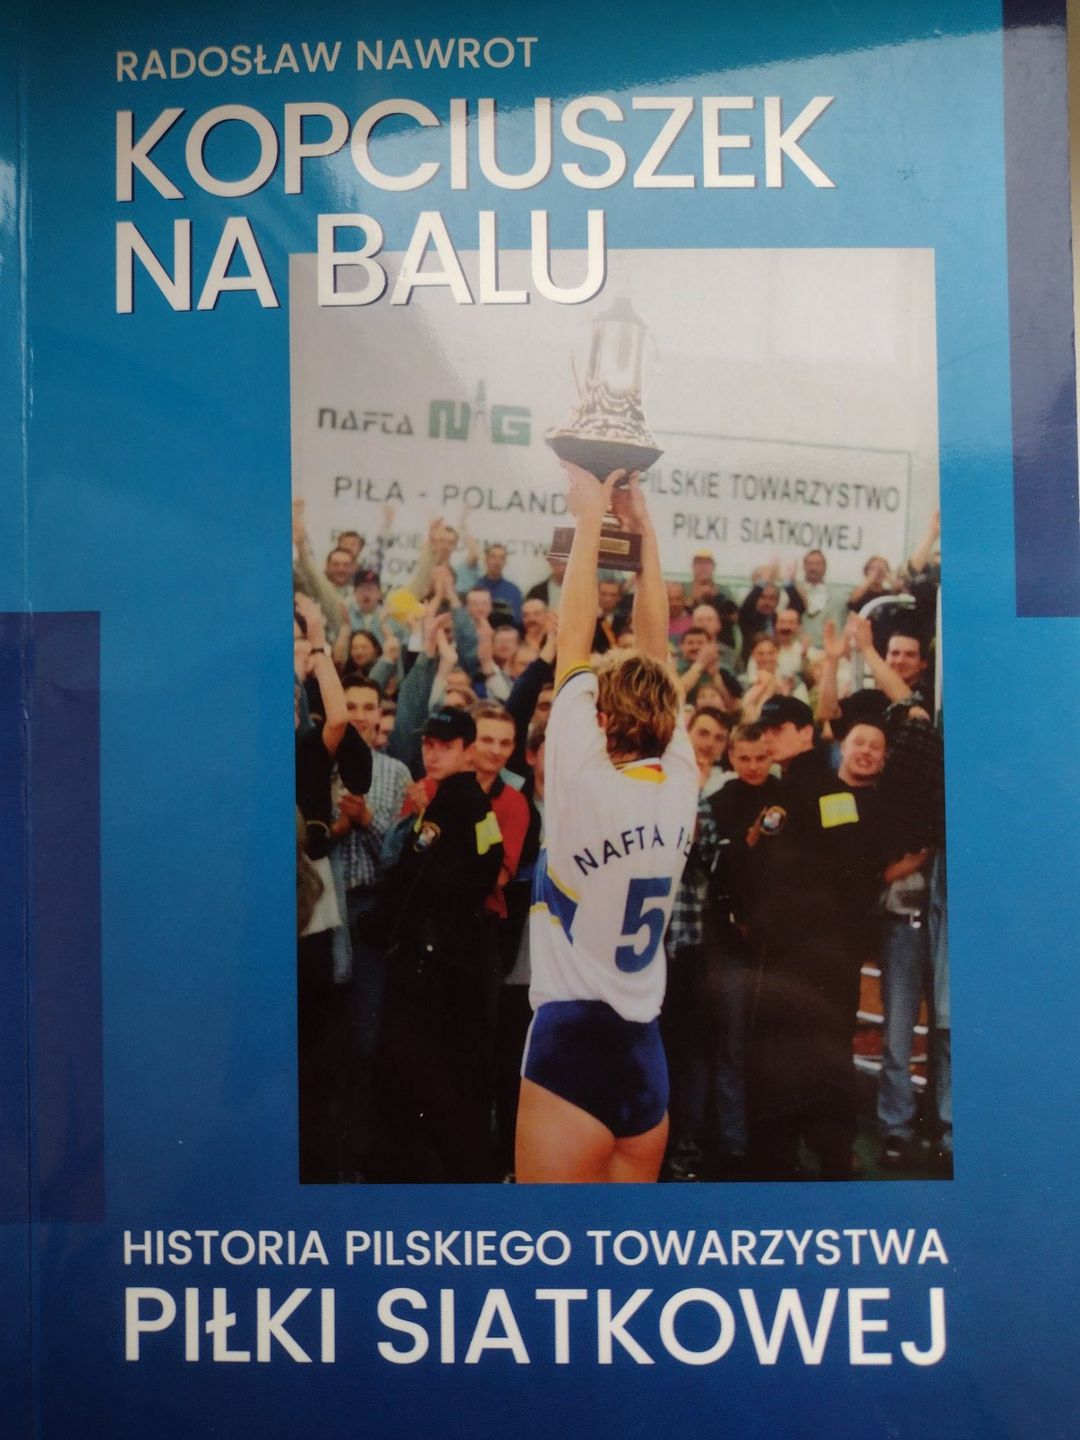 RADOSŁAW NAWROT
KOPCIUSZEK
NA BALU
NAFTA NG
PIŁA - POLAND
PILSKIE TOWARZYSTWO
PIŁKI SIATKOWEJ
NAFTA
5
HISTORIA PILSKIEGO TOWARZYSTWA
PIŁKI SIATKOWEJ